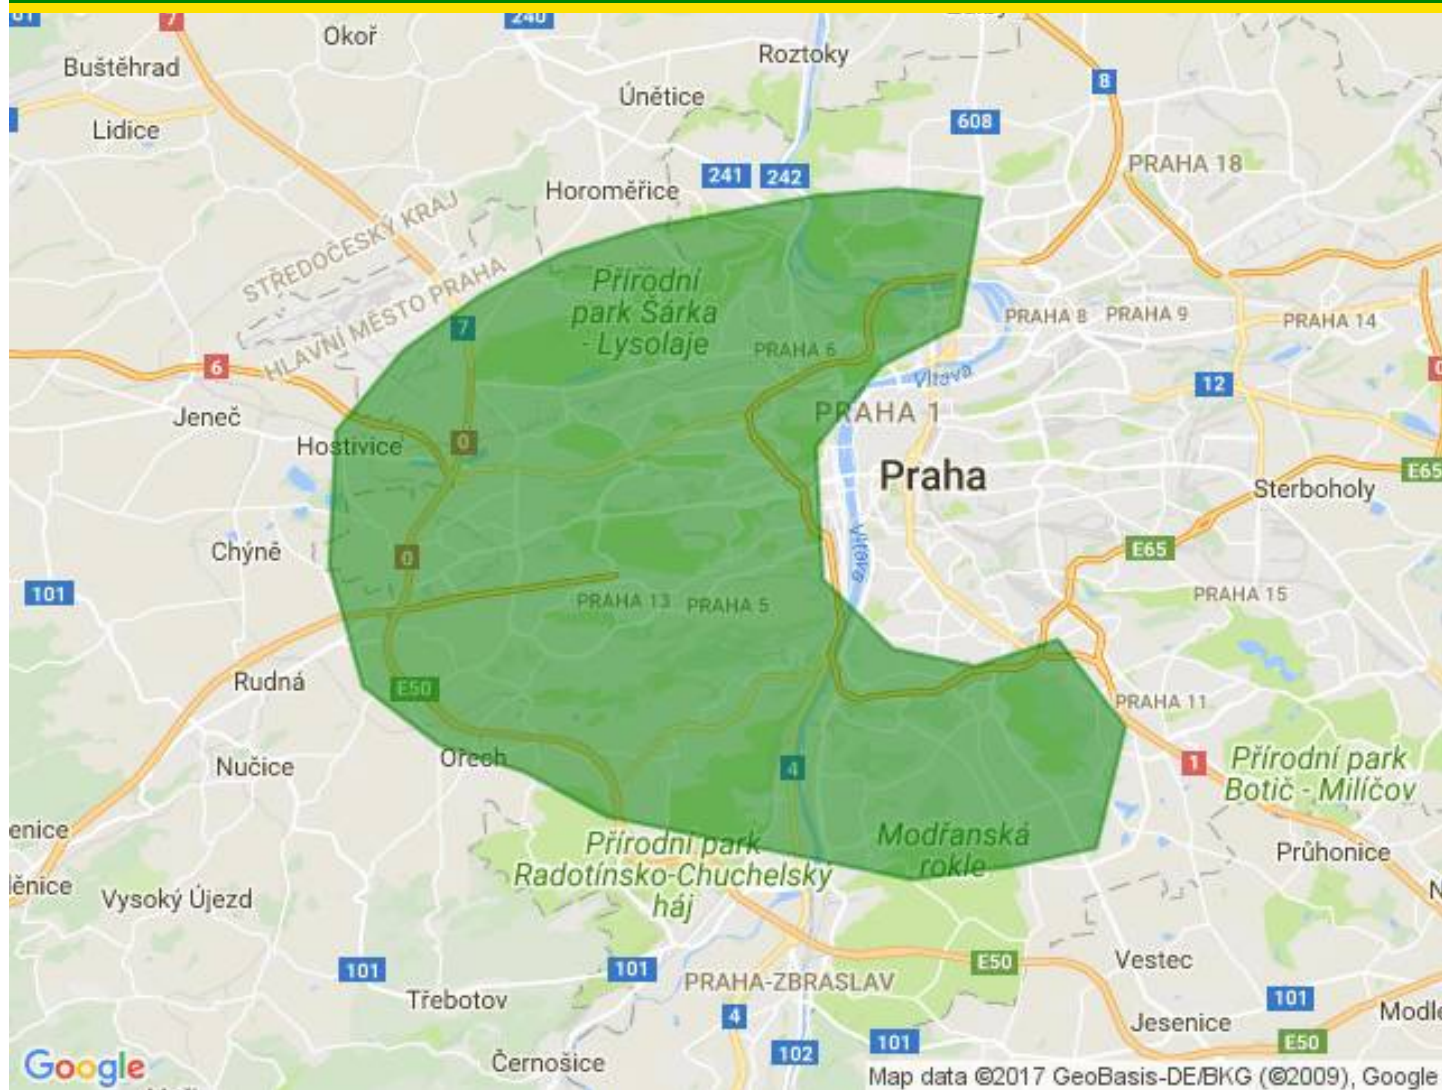 01
7
240
Okoř
Roztoky
Buštěhrad
Únětice
8
Lidice
608
PRAHA 18
241
242
Horoměřice
STŘEDOČESKÝ KRAJ
HLAVNÍ MĚSTO PRAHA
Přírodní
park Šárka
- Lysolaje
7
PRAHA 8
PRAHA 9
PRAHA 14
PRAHA 6
6
Vltava
12
Jeneč
PRAHA 1
Hostivice
0
Praha
E65
Sterboholy
Chýně
0
Vltava
E65
101
PRAHA 13
PRAHA 5
PRAHA 15
Rudná
E50
PRAHA 11
Nučice
Ořech
4
1
Přírodní park
Botič - Milíčov
enice
Přírodní park
Radotínsko-Chuchelský
háj
Modřanská
rokle
Průhonice
Vysoký Újezd
101
101
PRAHA-ZBRASLAV
E50
Vestec
Třebotov
4
101
Jesenice
E50
101
102
Černošice
Google
Map data ©2017 GeoBasis-DE/BKG (©2009), Google